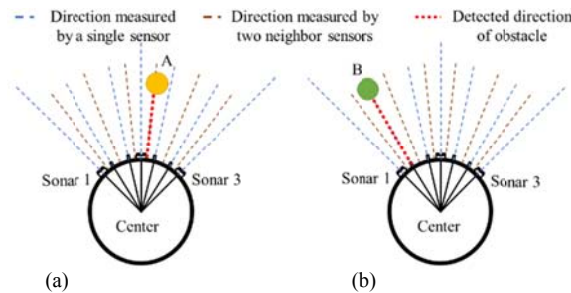 Direction measured
by a single sensor
Direction measured by
two neighbor sensors
Detected direction
of obstacle
A
B
Sonar 1
Sonar 3
Sonar 1
Sonar 3
Center
Center
(a)
(b)